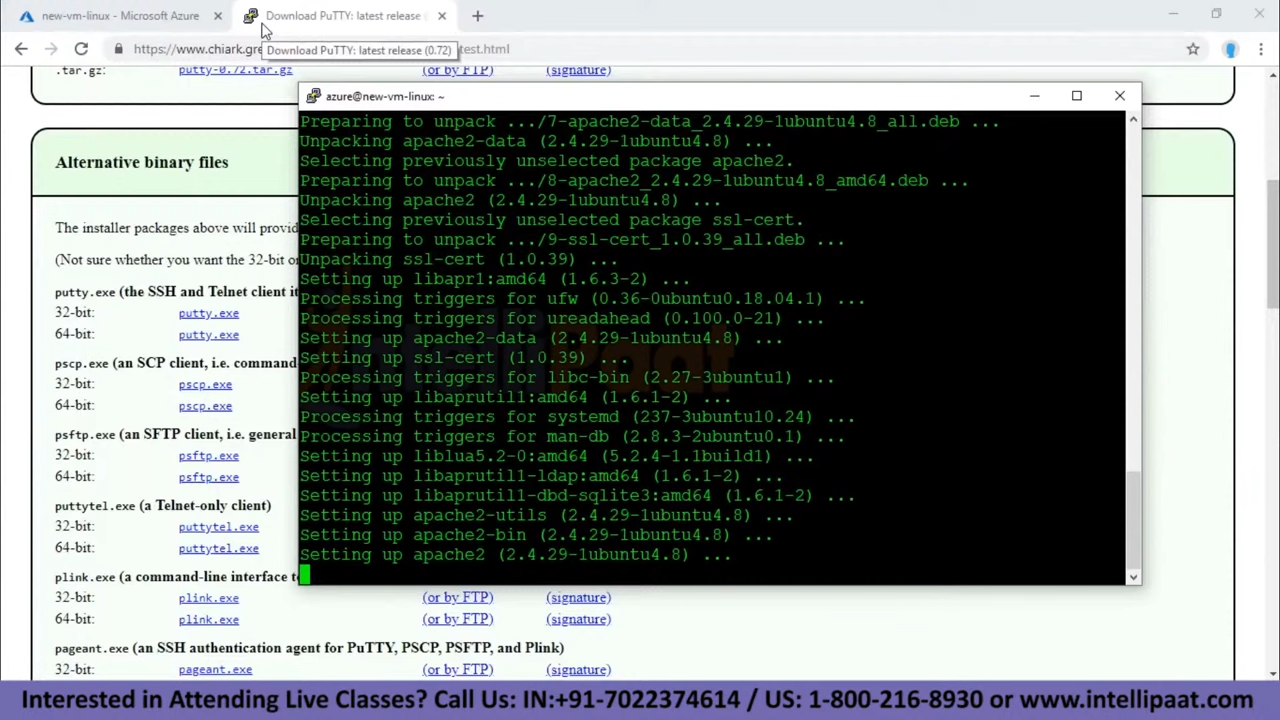 new-vm-linux - Microsoft Azure
Download PuTTY: latest release
https://www.chiark.gre
test.html
Download PuTTY: latest release (0.72)
.tar.gz:
putty-0.72.tar.gz
(or by FTP)
(signature)
Alternative binary files
The installer packages above will provid
(Not sure whether you want the 32-bit or
putty.exe (the SSH and Telnet client it
32-bit:
putty.exe
64-bit:
putty.exe
pscp.exe (an SCP client, i.e. command
32-bit:
pscp.exe
64-bit:
pscp.exe
psftp.exe (an SFTP client, i.e. general
32-bit:
psftp.exe
64-bit:
psftp.exe
puttytel.exe (a Telnet-only client)
32-bit:
puttytel.exe
64-bit:
puttytel.exe
plink.exe (a command-line interface to
32-bit:
plink.exe
(or by FTP)
(signature)
64-bit:
plink.exe
(or by FTP)
(signature)
pageant.exe (an SSH authentication agent for PuTTY, PSCP, PSFTP, and Plink)
32-bit:
pageant.exe
(or by FTP)
(signature)
azure@new-vm-linux: ~
Preparing to unpack .../7-apache2-data_2.4.29-1ubuntu4.8_all.deb ...
Unpacking apache2-data (2.4.29-1ubuntu4.8) ...
Selecting previously unselected package apache2.
Preparing to unpack .../8-apache2_2.4.29-1ubuntu4.8_amd64.deb ...
Unpacking apache2 (2.4.29-1ubuntu4.8) ...
Selecting previously unselected package ssl-cert.
Preparing to unpack .../9-ssl-cert_1.0.39_all.deb ...
Unpacking ssl-cert (1.0.39) ...
Setting up libapr1:amd64 (1.6.3-2) ...
Processing triggers for ufw (0.36-0ubuntu0.18.04.1) ...
Processing triggers for ureadahead (0.100.0-21) ...
Setting up apache2-data (2.4.29-1ubuntu4.8) ...
Setting up ssl-cert (1.0.39) ...
Processing triggers for libc-bin (2.27-3ubuntu1) ...
Setting up libaprutil1:amd64 (1.6.1-2) ...
Processing triggers for systemd (237-3ubuntu10.24) ...
Processing triggers for man-db (2.8.3-2ubuntu0.1) ...
Setting up liblua5.2-0:amd64 (5.2.4-1.1build1) ...
Setting up libaprutil1-ldap:amd64 (1.6.1-2) ...
Setting up libaprutil1-dbd-sqlite3:amd64 (1.6.1-2) ...
Setting up apache2-utils (2.4.29-1ubuntu4.8) ...
Setting up apache2-bin (2.4.29-1ubuntu4.8) ...
Setting up apache2 (2.4.29-1ubuntu4.8) ...
Interested in Attending Live Classes? Call Us: IN:+91-7022374614 / US: 1-800-216-8930 or www.intellipaat.com